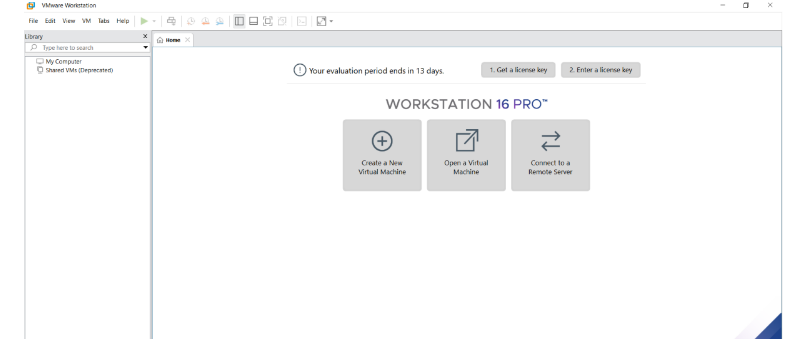 VMware Workstation
File Edit View VM Tabs Help
Library
Home
Type here to search
My Computer
Shared VMs (Deprecated)
Your evaluation period ends in 13 days.
1. Get a license key
2. Enter a license key
WORKSTATION 16 PRO™
Create a New
Virtual Machine
Open a Virtual
Machine
Connect to a
Remote Server